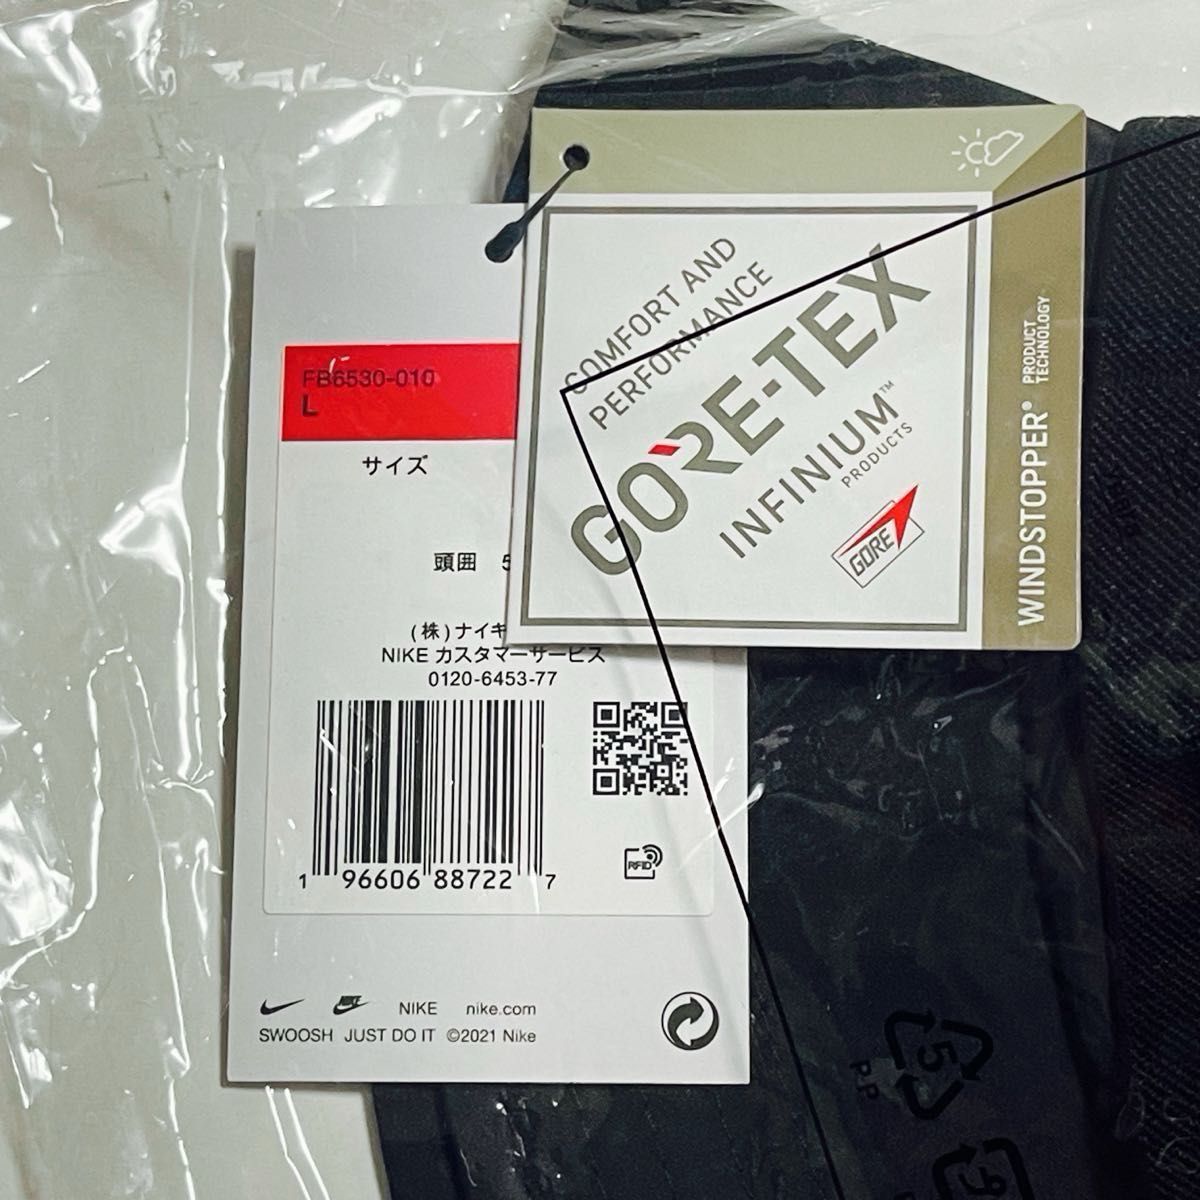 COMFORT AND
PERFORMANCE
GORE-TEX
INFINIUM™
PRODUCTS
GORE
WINDSTOPPER®
PRODUCT
TECHNOLOGY
FB6530-010
L
サイズ
頭囲 5
(株)ナイキ
NIKE カスタマーサービス
0120-6453-77
1 96606 88722 7
RFID
NIKE nike.com
SWOOSH JUST DO IT ©2021 Nike
5
PP